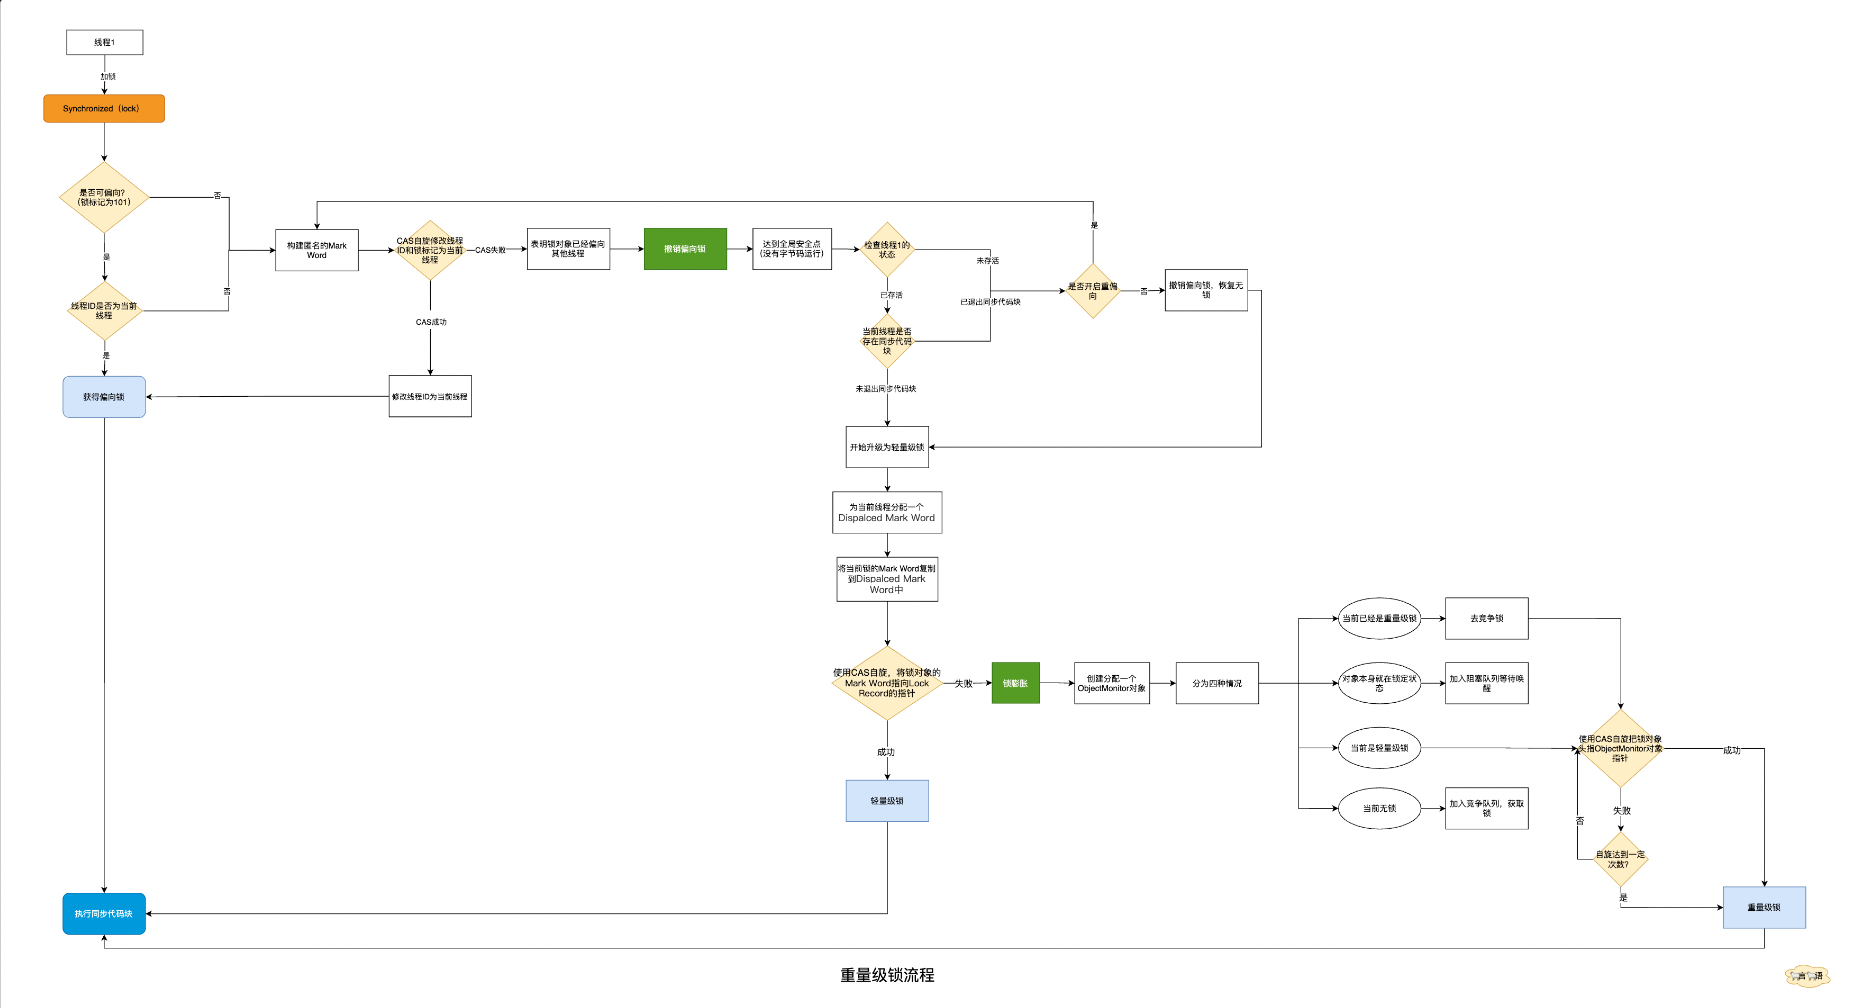 线程1
加锁
Synchronized（lock）
是否可偏向？
（锁标记为101）
否
是
线程ID是否为当前
线程
否
是
获得偏向锁
构建匿名的Mark
Word
CAS自旋修改线程
ID和锁标记为当前
线程
CAS失败
CAS成功
修改线程ID为当前线程
表明锁对象已经偏向
其他线程
撤销偏向锁
达到全局安全点
（没有字节码运行）
检查线程1的
状态
未存活
已存活
已退出同步代码块
当前线程是否
存在同步代码
块
未退出同步代码块
是
是否开启重偏
向
否
撤销偏向锁，恢复无
锁
开始升级为轻量级锁
为当前线程分配一个
Dispalced Mark Word
将当前锁的Mark Word复制
到Dispalced Mark
Word中
使用CAS自旋，将锁对象的
Mark Word指向Lock
Record的指针
失败
成功
轻量级锁
锁膨胀
创建分配一个
ObjectMonitor对象
分为四种情况
当前已经是重量级锁
去竞争锁
对象本身就在锁定状
态
加入阻塞队列等待唤
醒
当前是轻量级锁
当前无锁
加入竞争队列，获取
锁
使用CAS自旋把锁对象
头指ObjectMonitor对象
指针
成功
失败
否
自旋达到一定
次数？
是
重量级锁
执行同步代码块
重量级锁流程
言
语